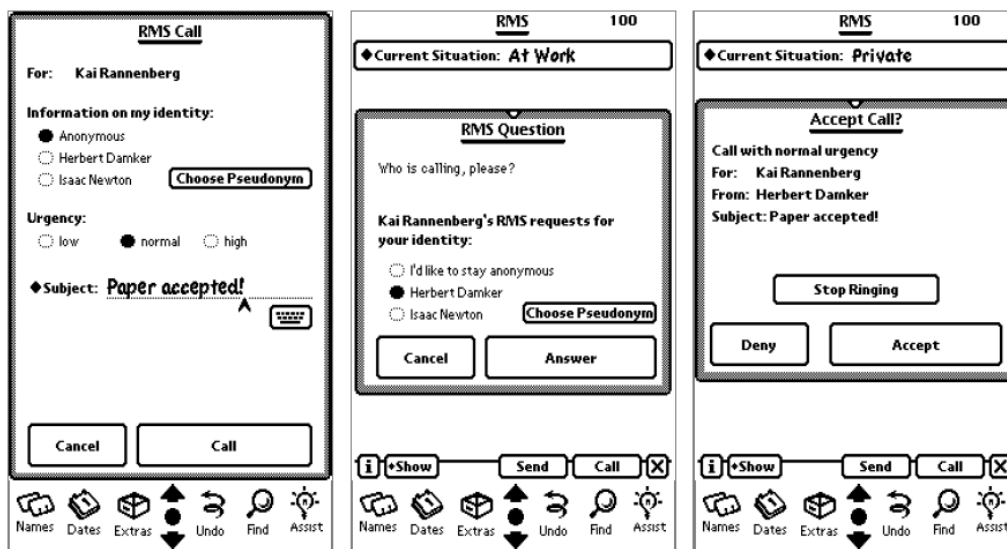 RMS Call
For: Kai Rannenberg
Information on my identity:
Anonymous
Herbert Damker
Isaac Newton
Choose Pseudonym
Urgency:
low normal high
◆Subject: Paper accepted!
Cancel Call
Names Dates Extras Undo Find Assist
RMS 100
◆Current Situation: At Work
RMS Question
Who is calling, please?
Kai Rannenberg's RMS requests for
your identity:
I'd like to stay anonymous
Herbert Damker
Isaac Newton
Choose Pseudonym
Cancel Answer
i ◆Show Send Call X
Names Dates Extras Undo Find Assist
RMS 100
◆Current Situation: Private
Accept Call?
Call with normal urgency
For: Kai Rannenberg
From: Herbert Damker
Subject: Paper accepted!
Stop Ringing
Deny Accept
i ◆Show Send Call X
Names Dates Extras Undo Find Assist